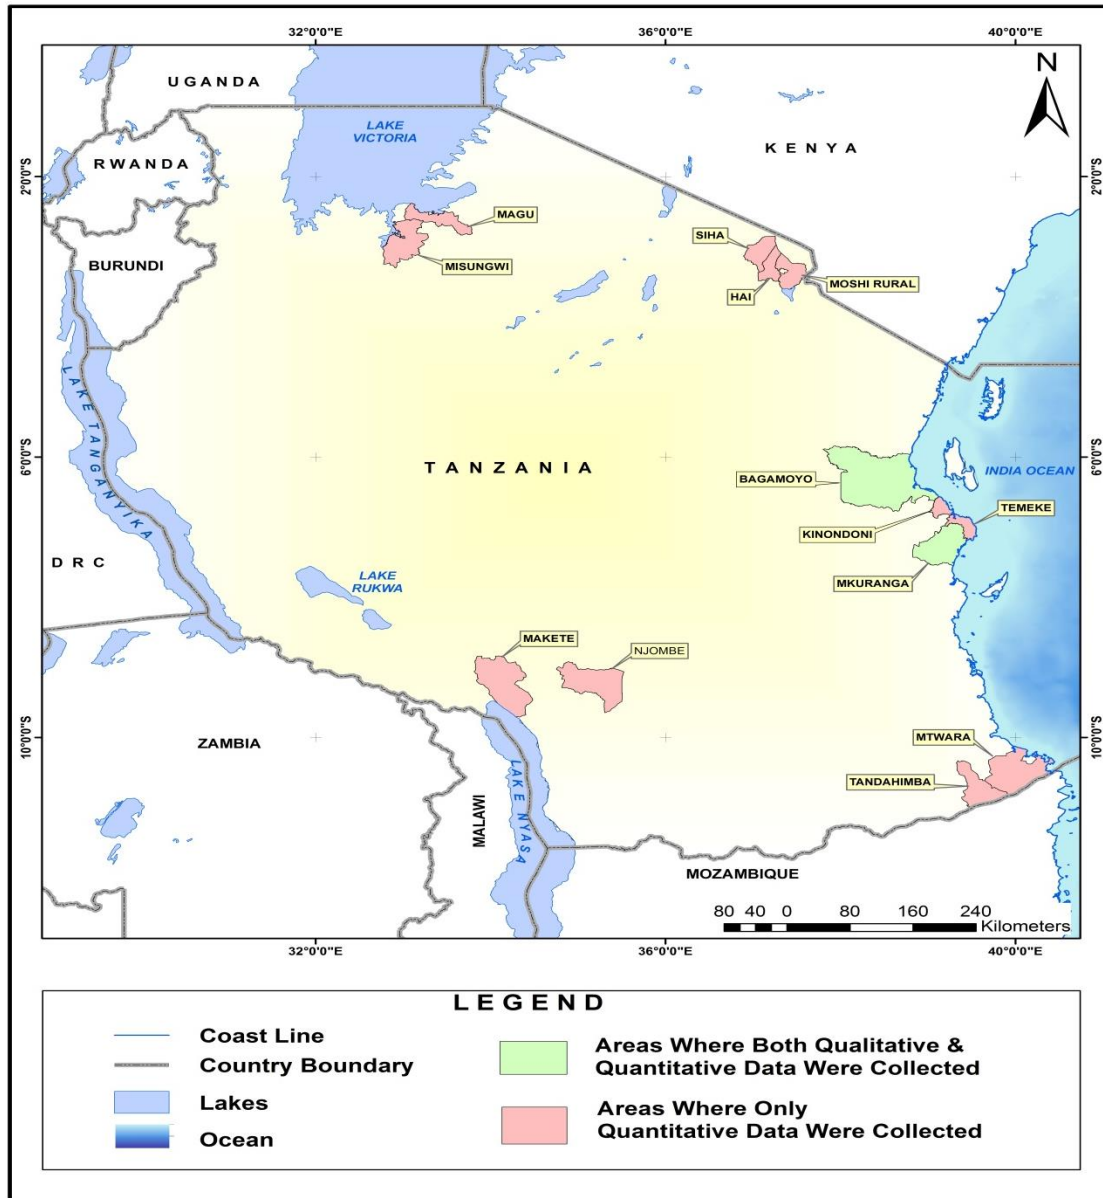 32°0'0"E
36°0'0"E
40°0'0"E
N
UGANDA
LAKE
VICTORIA
KENYA
RWANDA
2°0'0"S
2°0'0"S
MAGU
SIHA
BURUNDI
MISUNGWI
HAI
MOSHI RURAL
LAKE TANGANYIKA
6°0'0"S
TANZANIA
6°0'0"S
INDIA OCEAN
BAGAMOYO
TEMEKE
KINONDONI
DRC
LAKE
RUKWA
MKURANGA
MAKETE
NJOMBE
10°0'0"S
ZAMBIA
MTWARA
10°0'0"S
TANDAHIMBA
MALAWI
LAKE NYASA
MOZAMBIQUE
80 40 0 80 160 240
Kilometers
32°0'0"E
36°0'0"E
40°0'0"E
LEGEND
Coast Line
Country Boundary
Lakes
Ocean
Areas Where Both Qualitative &
Quantitative Data Were Collected
Areas Where Only
Quantitative Data Were Collected